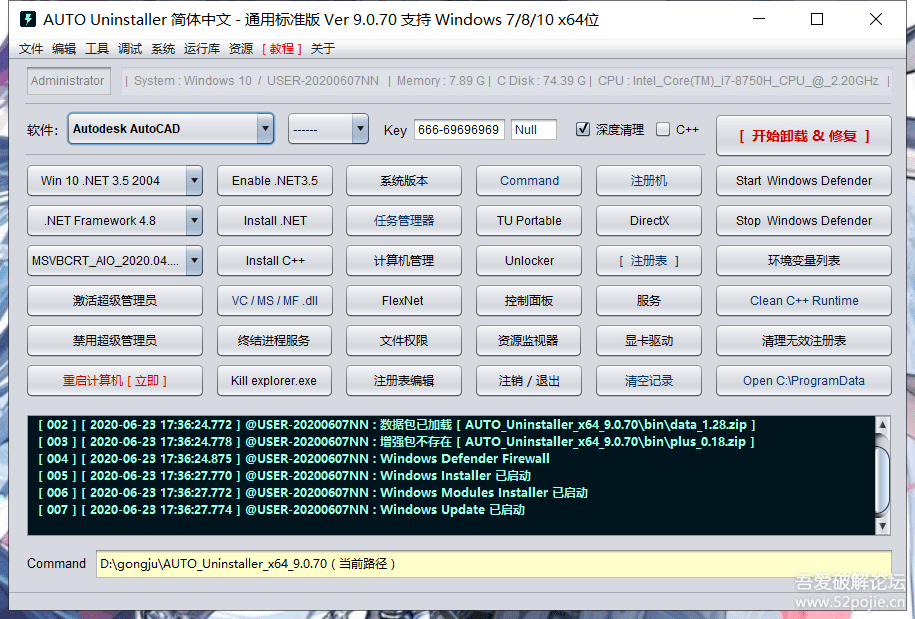 AUTO Uninstaller 简体中文 - 通用标准版 Ver 9.0.70 支持 Windows 7/8/10 x64位
文件 编辑 工具 调试 系统 运行库 资源 [ 教程 ] 关于
Administrator | System : Windows 10 / USER-20200607NN | Memory : 7.89 G | C Disk : 74.39 G | CPU : Intel_Core(TM)_i7-8750H_CPU_@_2.20GHz |
软件: Autodesk AutoCAD ------ Key 666-69696969 Null 深度清理 C++ [ 开始卸载 & 修复 ]
Win 10 .NET 3.5 2004 Enable .NET3.5 系统版本 Command 注册机 Start Windows Defender
.NET Framework 4.8 Install .NET 任务管理器 TU Portable DirectX Stop Windows Defender
MSVBCRT_AIO_2020.04.... Install C++ 计算机管理 Unlocker [ 注册表 ] 环境变量列表
激活超级管理员 VC / MS / MF .dll FlexNet 控制面板 服务 Clean C++ Runtime
禁用超级管理员 终结进程服务 文件权限 资源监视器 显卡驱动 清理无效注册表
重启计算机 [ 立即 ] Kill explorer.exe 注册表编辑 注销 / 退出 清空记录 Open C:\ProgramData
[ 002 ] [ 2020-06-23 17:36:24.772 ] @USER-20200607NN : 数据包已加载 [ AUTO_Uninstaller_x64_9.0.70\bin\data_1.28.zip ]
[ 003 ] [ 2020-06-23 17:36:24.778 ] @USER-20200607NN : 增强包不存在 [ AUTO_Uninstaller_x64_9.0.70\bin\plus_0.18.zip ]
[ 004 ] [ 2020-06-23 17:36:24.875 ] @USER-20200607NN : Windows Defender Firewall
[ 005 ] [ 2020-06-23 17:36:27.770 ] @USER-20200607NN : Windows Installer 已启动
[ 006 ] [ 2020-06-23 17:36:27.772 ] @USER-20200607NN : Windows Modules Installer 已启动
[ 007 ] [ 2020-06-23 17:36:27.774 ] @USER-20200607NN : Windows Update 已启动
Command D:\gongju\AUTO_Uninstaller_x64_9.0.70 ( 当前路径 )
吾爱破解论坛
www.52pojie.cn